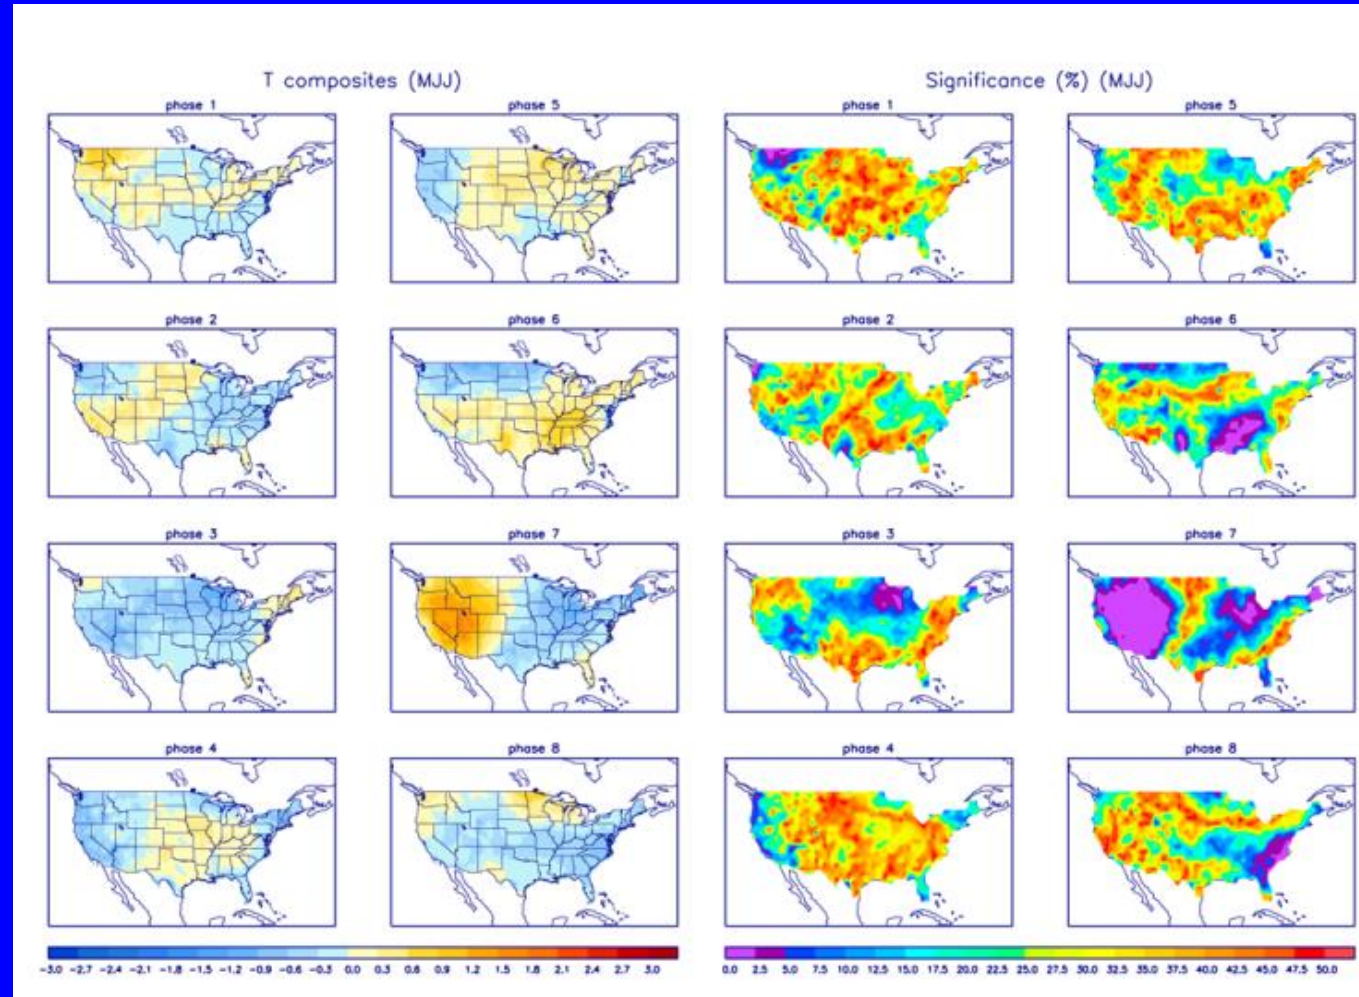 T composites (MJJ) Significance (%) (MJJ)
phase 1 phase 5 phase 1 phase 5
phase 2 phase 6 phase 2 phase 6
phase 3 phase 7 phase 3 phase 7
phase 4 phase 8 phase 4 phase 8
-3.0 -2.7 -2.4 -2.1 -1.8 -1.5 -1.2 -0.9 -0.6 -0.3 0.0 0.3 0.6 0.9 1.2 1.5 1.8 2.1 2.4 2.7 3.0 0.0 2.5 5.0 7.5 10.0 12.5 15.0 17.5 20.0 22.5 25.0 27.5 30.0 32.5 35.0 37.5 40.0 42.5 45.0 47.5 50.0